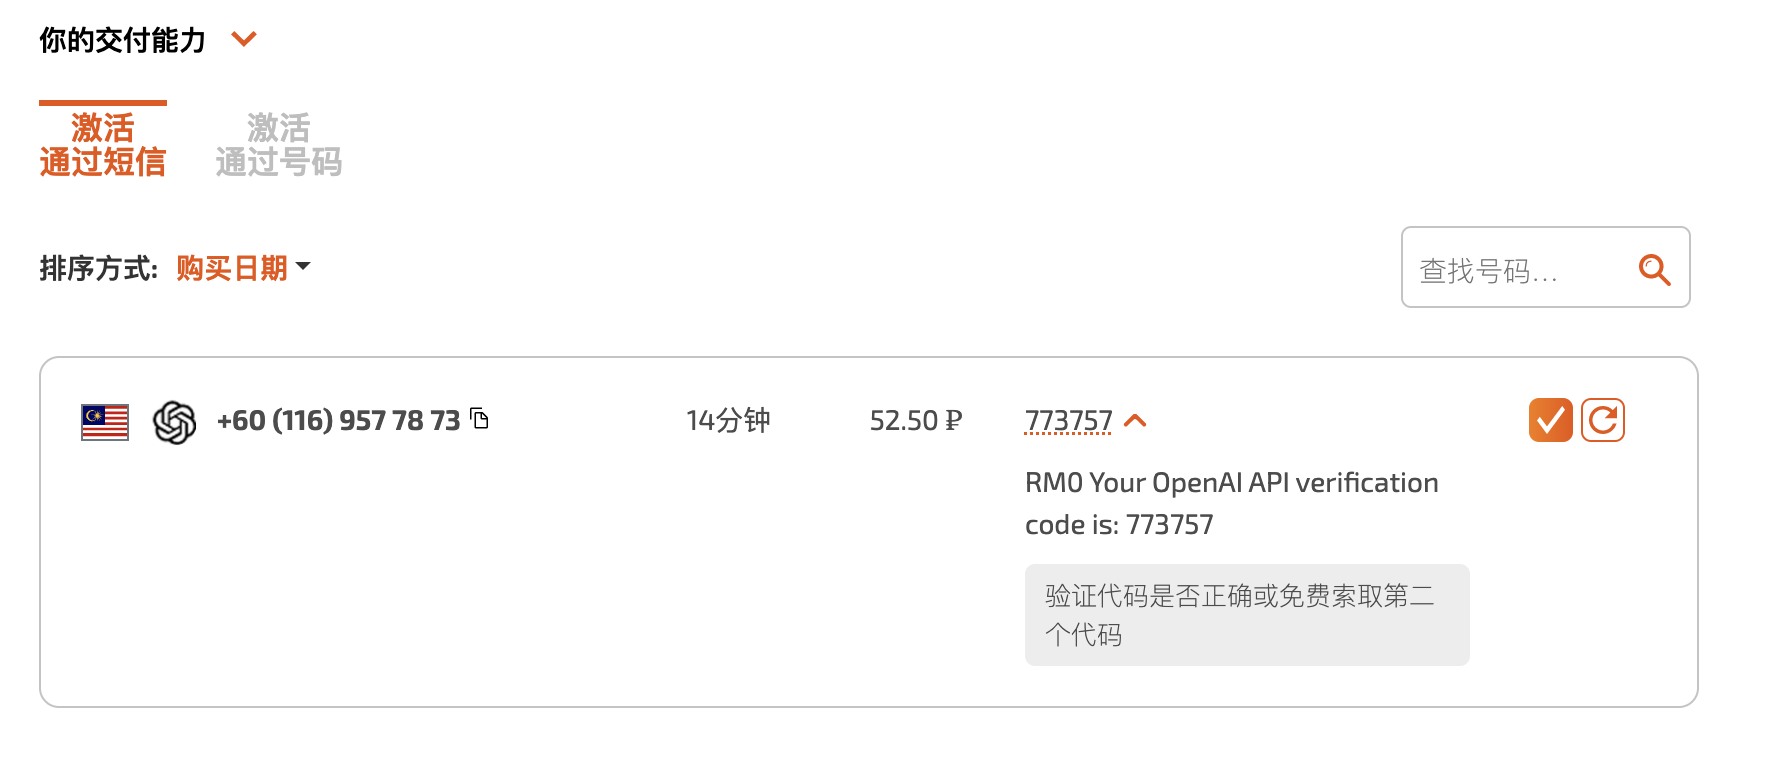 你的交付能力
激活
通过短信
激活
通过号码
排序方式: 购买日期
查找号码...
+60 (116) 957 78 73 14分钟 52.50 ₽ 773757
RM0 Your OpenAI API verification
code is: 773757
验证代码是否正确或免费索取第二
个代码